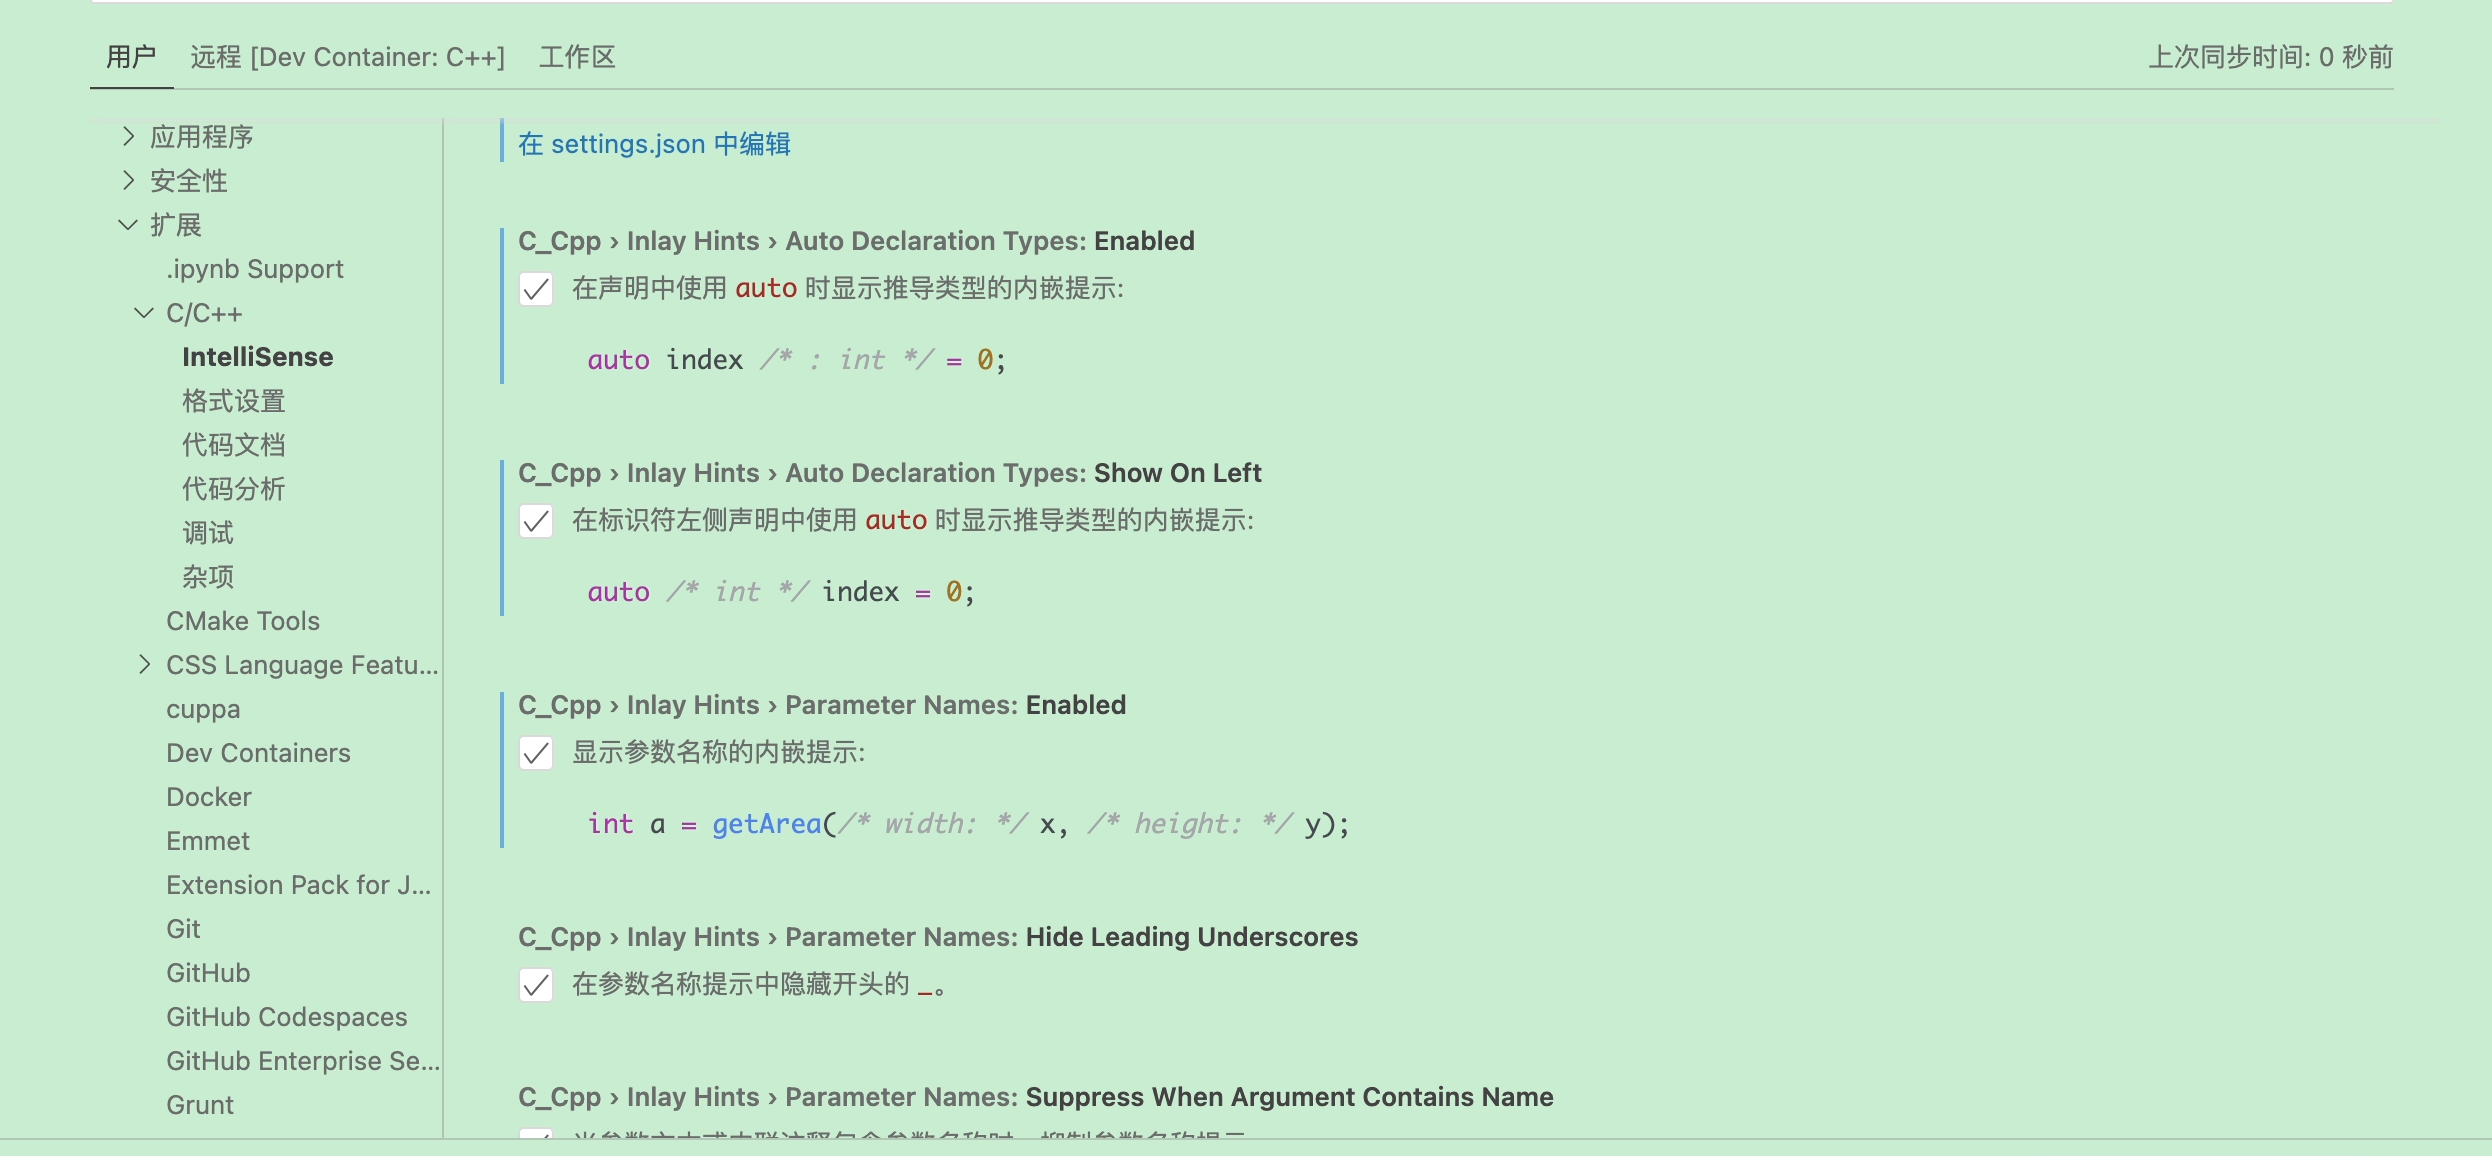 用户 远程 [Dev Container: C++] 工作区 上次同步时间: 0 秒前
应用程序
安全性
扩展
.ipynb Support
C/C++
IntelliSense
格式设置
代码文档
代码分析
调试
杂项
CMake Tools
CSS Language Featu...
cuppa
Dev Containers
Docker
Emmet
Extension Pack for J...
Git
GitHub
GitHub Codespaces
GitHub Enterprise Se...
Grunt
在 settings.json 中编辑
C_Cpp › Inlay Hints › Auto Declaration Types: Enabled
在声明中使用 auto 时显示推导类型的内嵌提示:
auto index /* : int */ = 0;
C_Cpp › Inlay Hints › Auto Declaration Types: Show On Left
在标识符左侧声明中使用 auto 时显示推导类型的内嵌提示:
auto /* int */ index = 0;
C_Cpp › Inlay Hints › Parameter Names: Enabled
显示参数名称的内嵌提示:
int a = getArea(/* width: */ x, /* height: */ y);
C_Cpp › Inlay Hints › Parameter Names: Hide Leading Underscores
在参数名称提示中隐藏开头的 _。
C_Cpp › Inlay Hints › Parameter Names: Suppress When Argument Contains Name